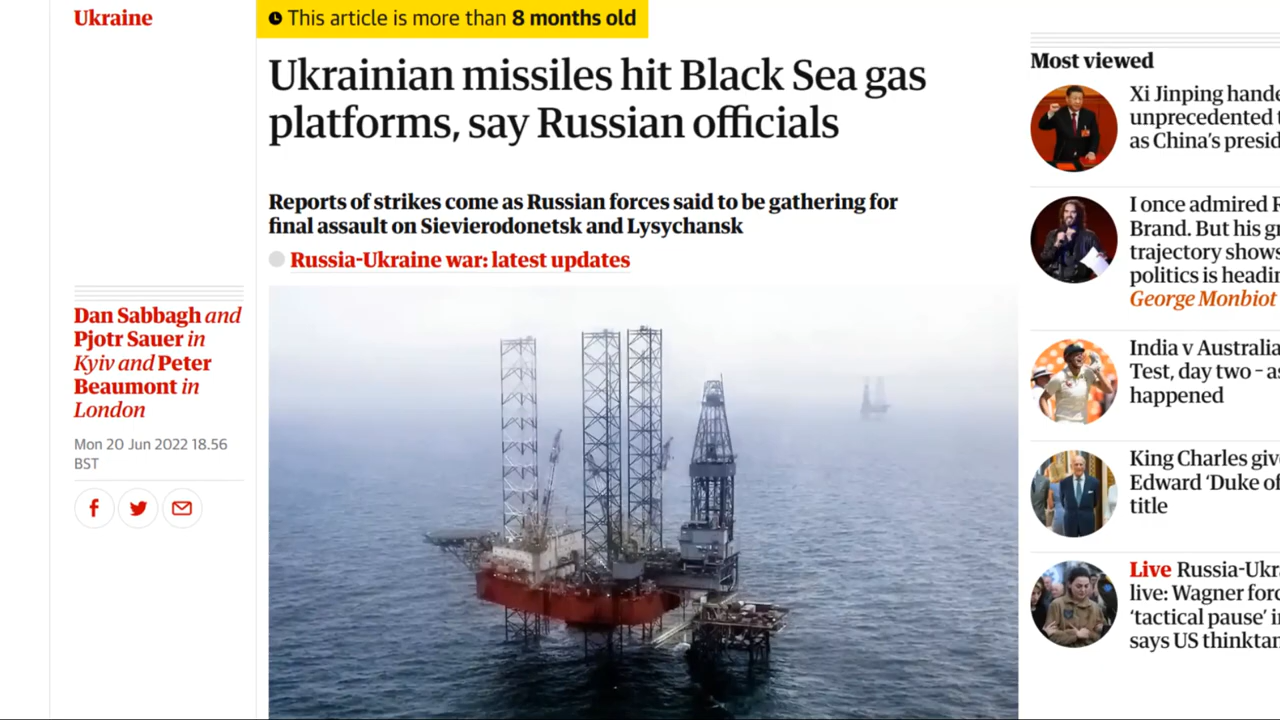 Ukraine
This article is more than 8 months old
Ukrainian missiles hit Black Sea gas
platforms, say Russian officials
Reports of strikes come as Russian forces said to be gathering for
final assault on Sievierodonetsk and Lysychansk
Russia-Ukraine war: latest updates
Dan Sabbagh and
Pjotr Sauer in
Kyiv and Peter
Beaumont in
London
Mon 20 Jun 2022 18.56
BST
Most viewed
Xi Jinping hande
unprecedented t
as China's presid
I once admired R
Brand. But his gr
trajectory shows
politics is headin
George Monbiot
India v Australia
Test, day two – as
happened
King Charles give
Edward 'Duke of
title
Live Russia-Ukr
live: Wagner forc
'tactical pause' in
says US thinktan